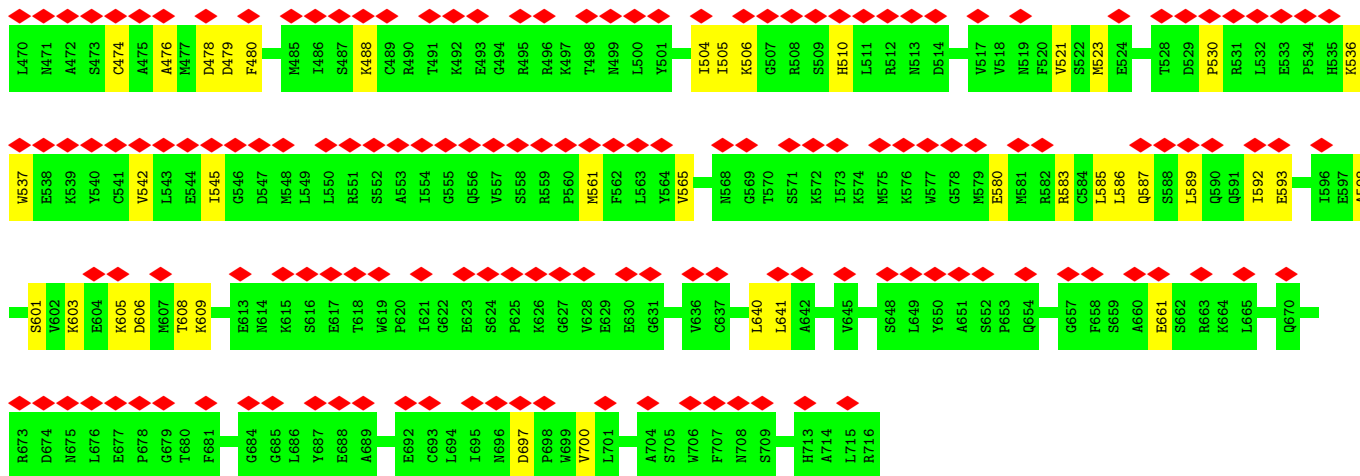 L470 N471 A472 S473 C474 A475 A476 M477 D478 D479 F480 M485 I486 S487 K488 C489 R490 T491 K492 E493 G494 R495 R496 K497 T498 N499 L500 Y501 I504 I505 K506 G507 R508 S509 H510 L511 R512 N513 D514 V517 V518 N519 F520 V521 S522 M523 E524 T528 D529 P530 R531 L532 E533 P534 H535 K536
W537 E538 K539 Y540 C541 V542 L543 E544 I545 G546 D547 M548 L549 L550 R551 S552 A553 I554 G555 Q556 V557 S558 R559 P560 M561 F562 L563 Y564 V565 N568 G569 T570 S571 K572 I573 K574 M575 K576 W577 G578 M579 E580 M581 R582 R583 C584 L585 L586 Q587 S588 L589 Q590 Q591 I592 E593 I596 E597
S601 V602 K603 E604 K605 D606 M607 T608 K609 E613 N614 K615 S616 E617 T618 W619 P620 I621 G622 E623 S624 P625 K626 G627 V628 E629 E630 G631 V636 C637 L640 L641 A642 V645 S648 L649 Y650 A651 S652 P653 Q654 G657 F658 S659 A660 E661 S662 R663 K664 L665 Q670
R673 D674 N675 L676 E677 P678 G679 T680 F681 G684 G685 L686 Y687 E688 A689 E692 C693 L694 I695 N696 D697 P698 W699 V700 L701 A704 S705 W706 F707 N708 S709 H713 A714 L715 R716